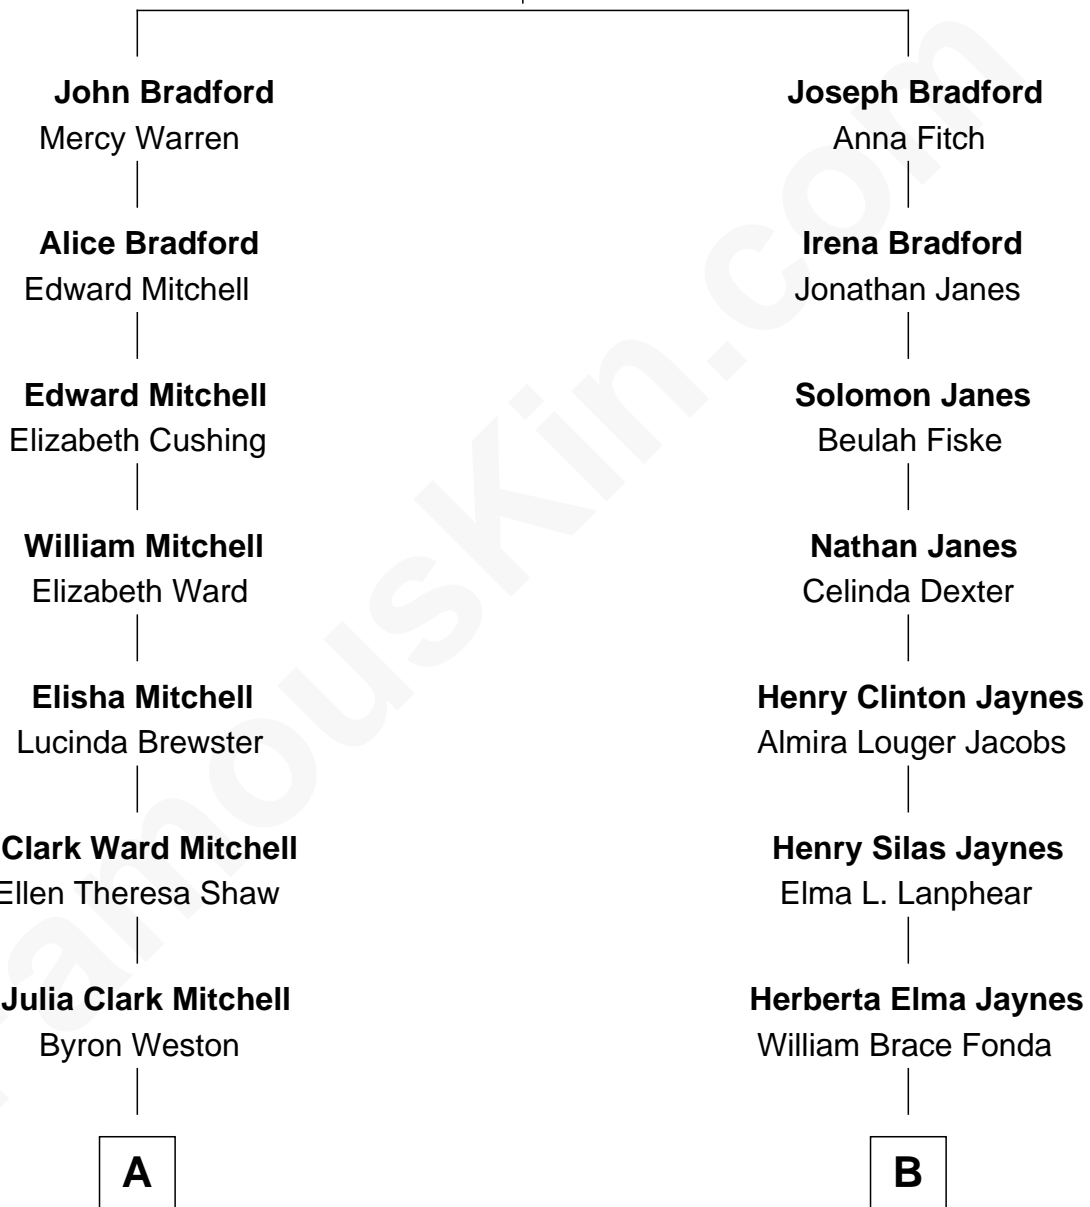 John Bradford
Mercy Warren
Alice Bradford
Edward Mitchell
Edward Mitchell
Elizabeth Cushing
William Mitchell
Elizabeth Ward
Elisha Mitchell
Lucinda Brewster
Clark Ward Mitchell
Ellen Theresa Shaw
Julia Clark Mitchell
Byron Weston
A
Joseph Bradford
Anna Fitch
Irena Bradford
Jonathan Janes
Solomon Janes
Beulah Fiske
Nathan Janes
Celinda Dexter
Henry Clinton Jaynes
Almira Louger Jacobs
Henry Silas Jaynes
Elma L. Lanphear
Herberta Elma Jaynes
William Brace Fonda
B
FamousKin.com